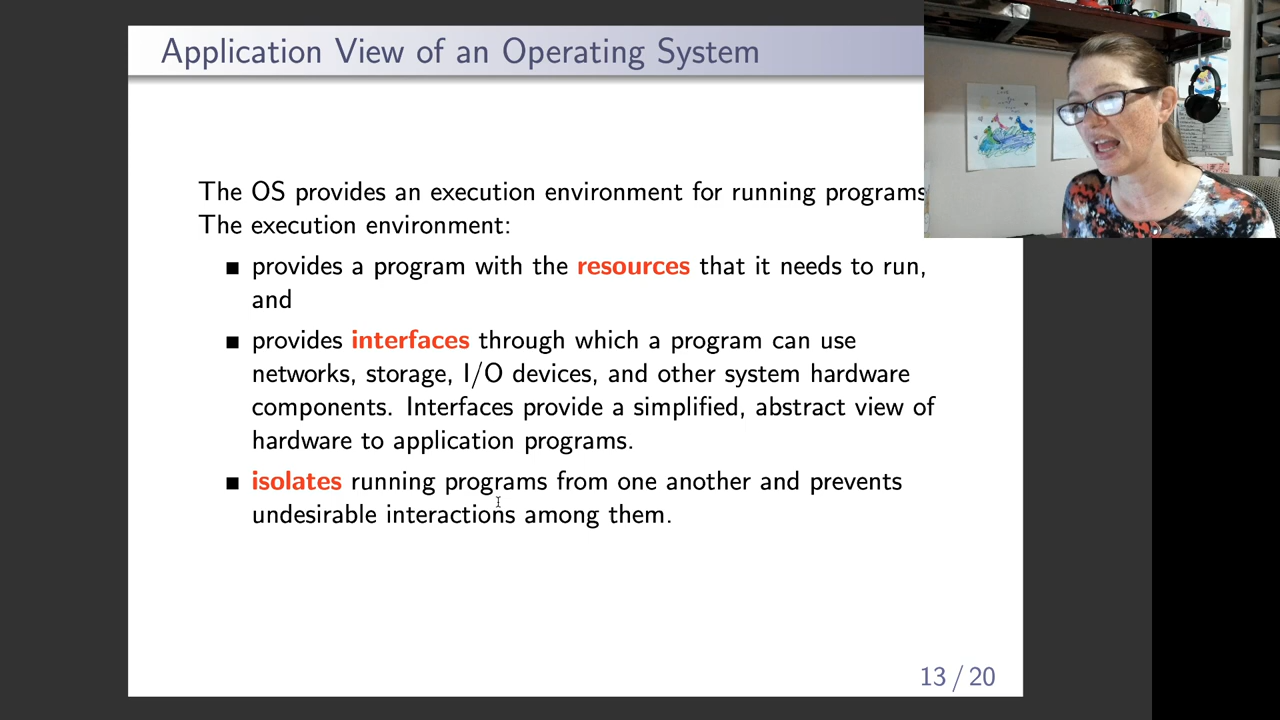 Application View of an Operating System
The OS provides an execution environment for running programs
The execution environment:
■ provides a program with the resources that it needs to run,
and
■ provides interfaces through which a program can use
networks, storage, I/O devices, and other system hardware
components. Interfaces provide a simplified, abstract view of
hardware to application programs.
■ isolates running programs from one another and prevents
undesirable interactions among them.
13 / 20